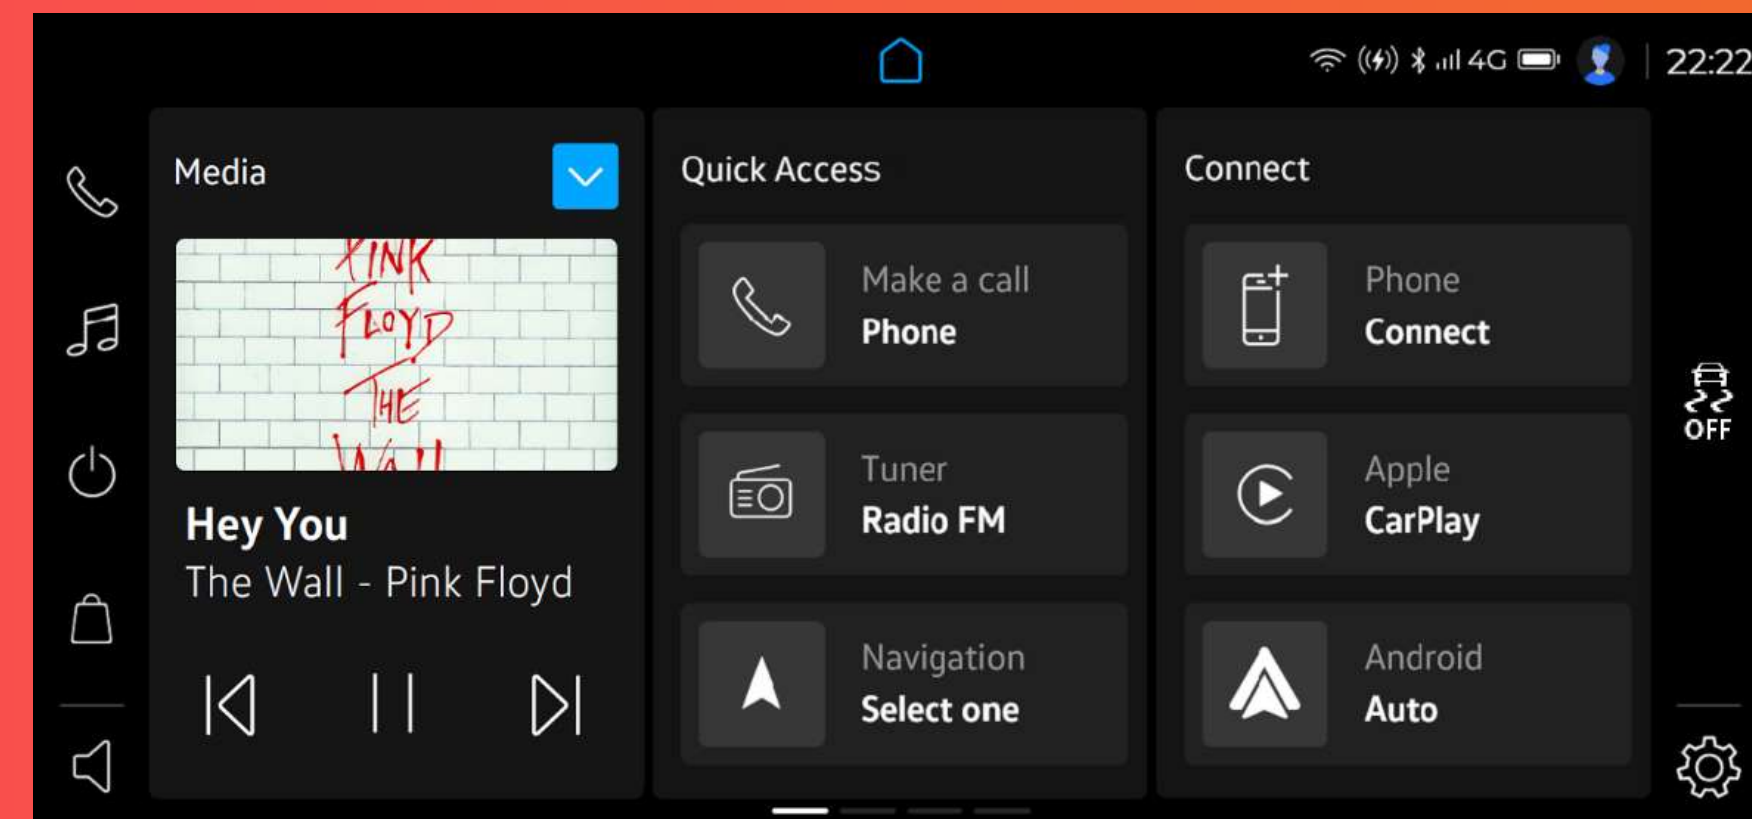 4G
22:22
Media
PINK
FLOYD
THE
WALL
Hey You
The Wall - Pink Floyd
Quick Access
Make a call
Phone
Tuner
Radio FM
Navigation
Select one
Connect
Phone
Connect
Apple
CarPlay
Android
Auto
OFF